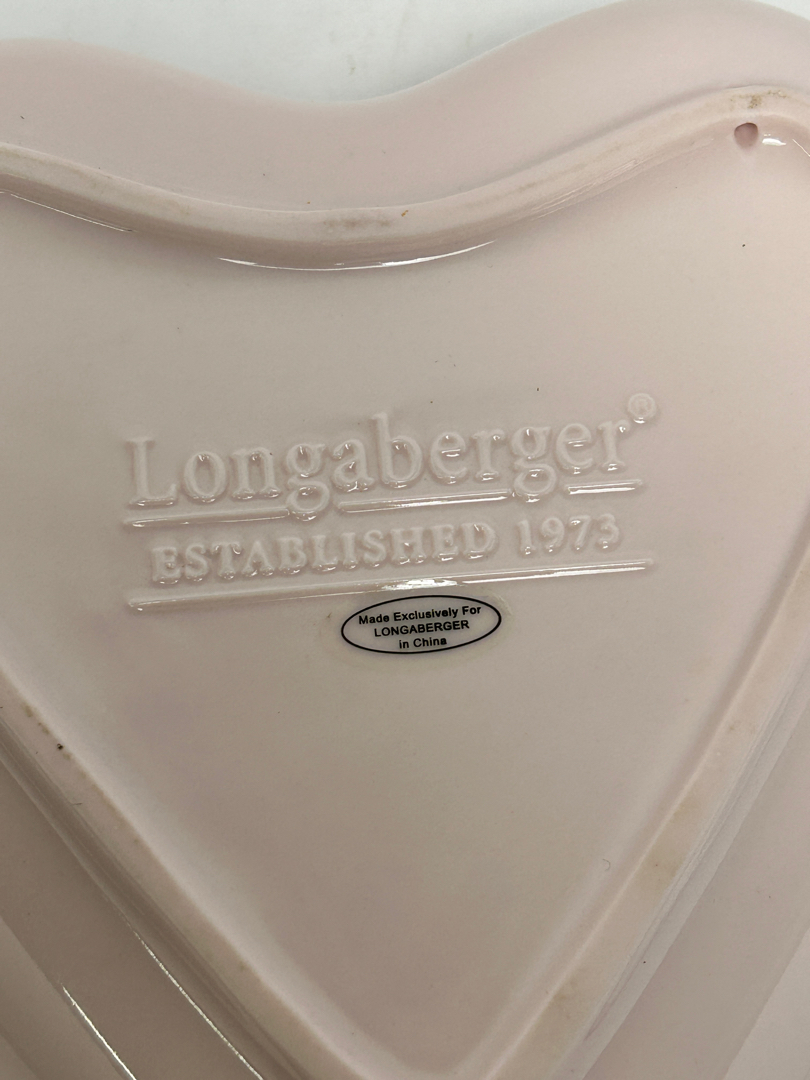 Longaberger®
ESTABLISHED 1973
Made Exclusively For
LONGABERGER
in China